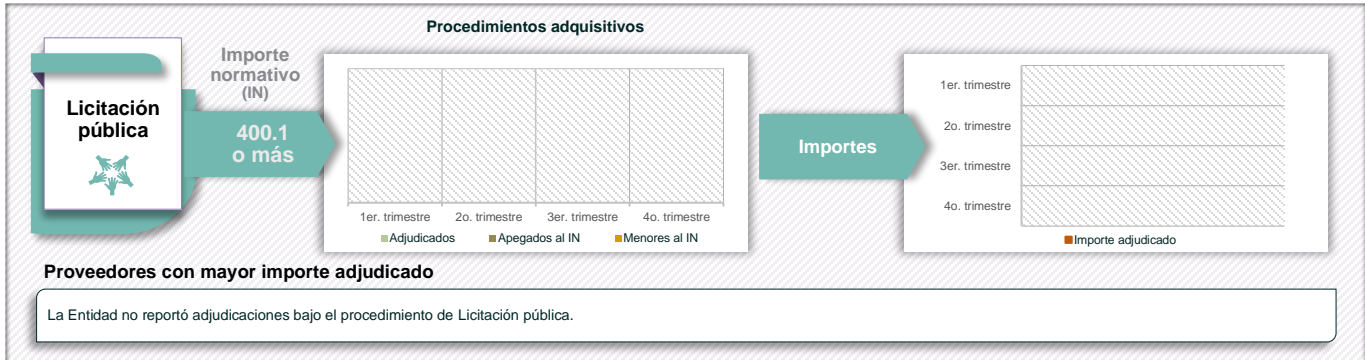 Procedimientos adquisitivos
Licitación
pública
Importe
normativo
(IN)
400.1
o más
1er. trimestre
2o. trimestre
3er. trimestre
4o. trimestre
Adjudicados
Apegados al IN
Menores al IN
Importes
1er. trimestre
2o. trimestre
3er. trimestre
4o. trimestre
Importe adjudicado
Proveedores con mayor importe adjudicado
La Entidad no reportó adjudicaciones bajo el procedimiento de Licitación pública.